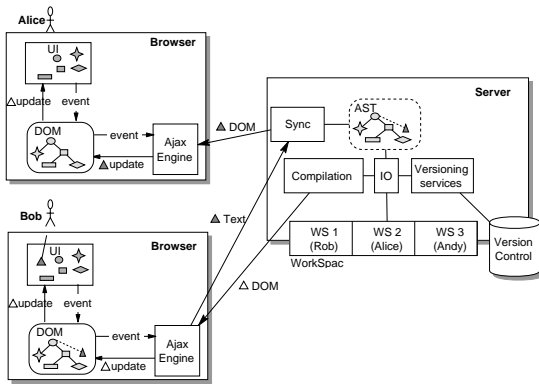 Alice
Browser
UI
△update
event
DOM
event
▲update
Ajax
Engine
▲ DOM
Server
Sync
AST
Compilation
IO
Versioning
services
WS 1
(Rob)
WS 2
(Alice)
WS 3
(Andy)
WorkSpac
Version
Control
▲ Text
△ DOM
Bob
Browser
UI
△update
event
DOM
event
△update
Ajax
Engine